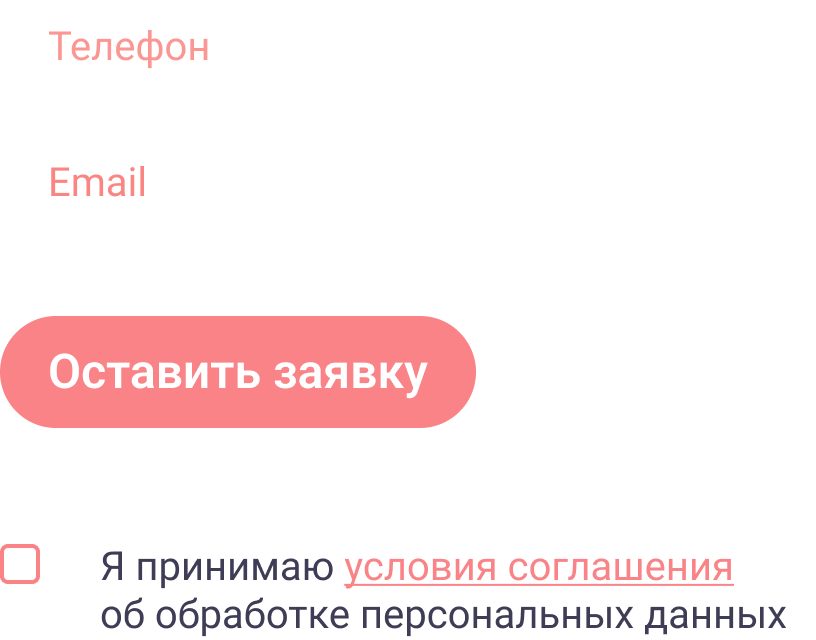 Телефон
Email
Оставить заявку
Я принимаю условия соглашения
об обработке персональных данных